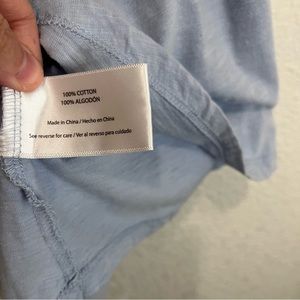 100% COTTON
100% ALGODÓN
Made in China / Hecho en China
See reverse for care / Ver al reverso para cuidado